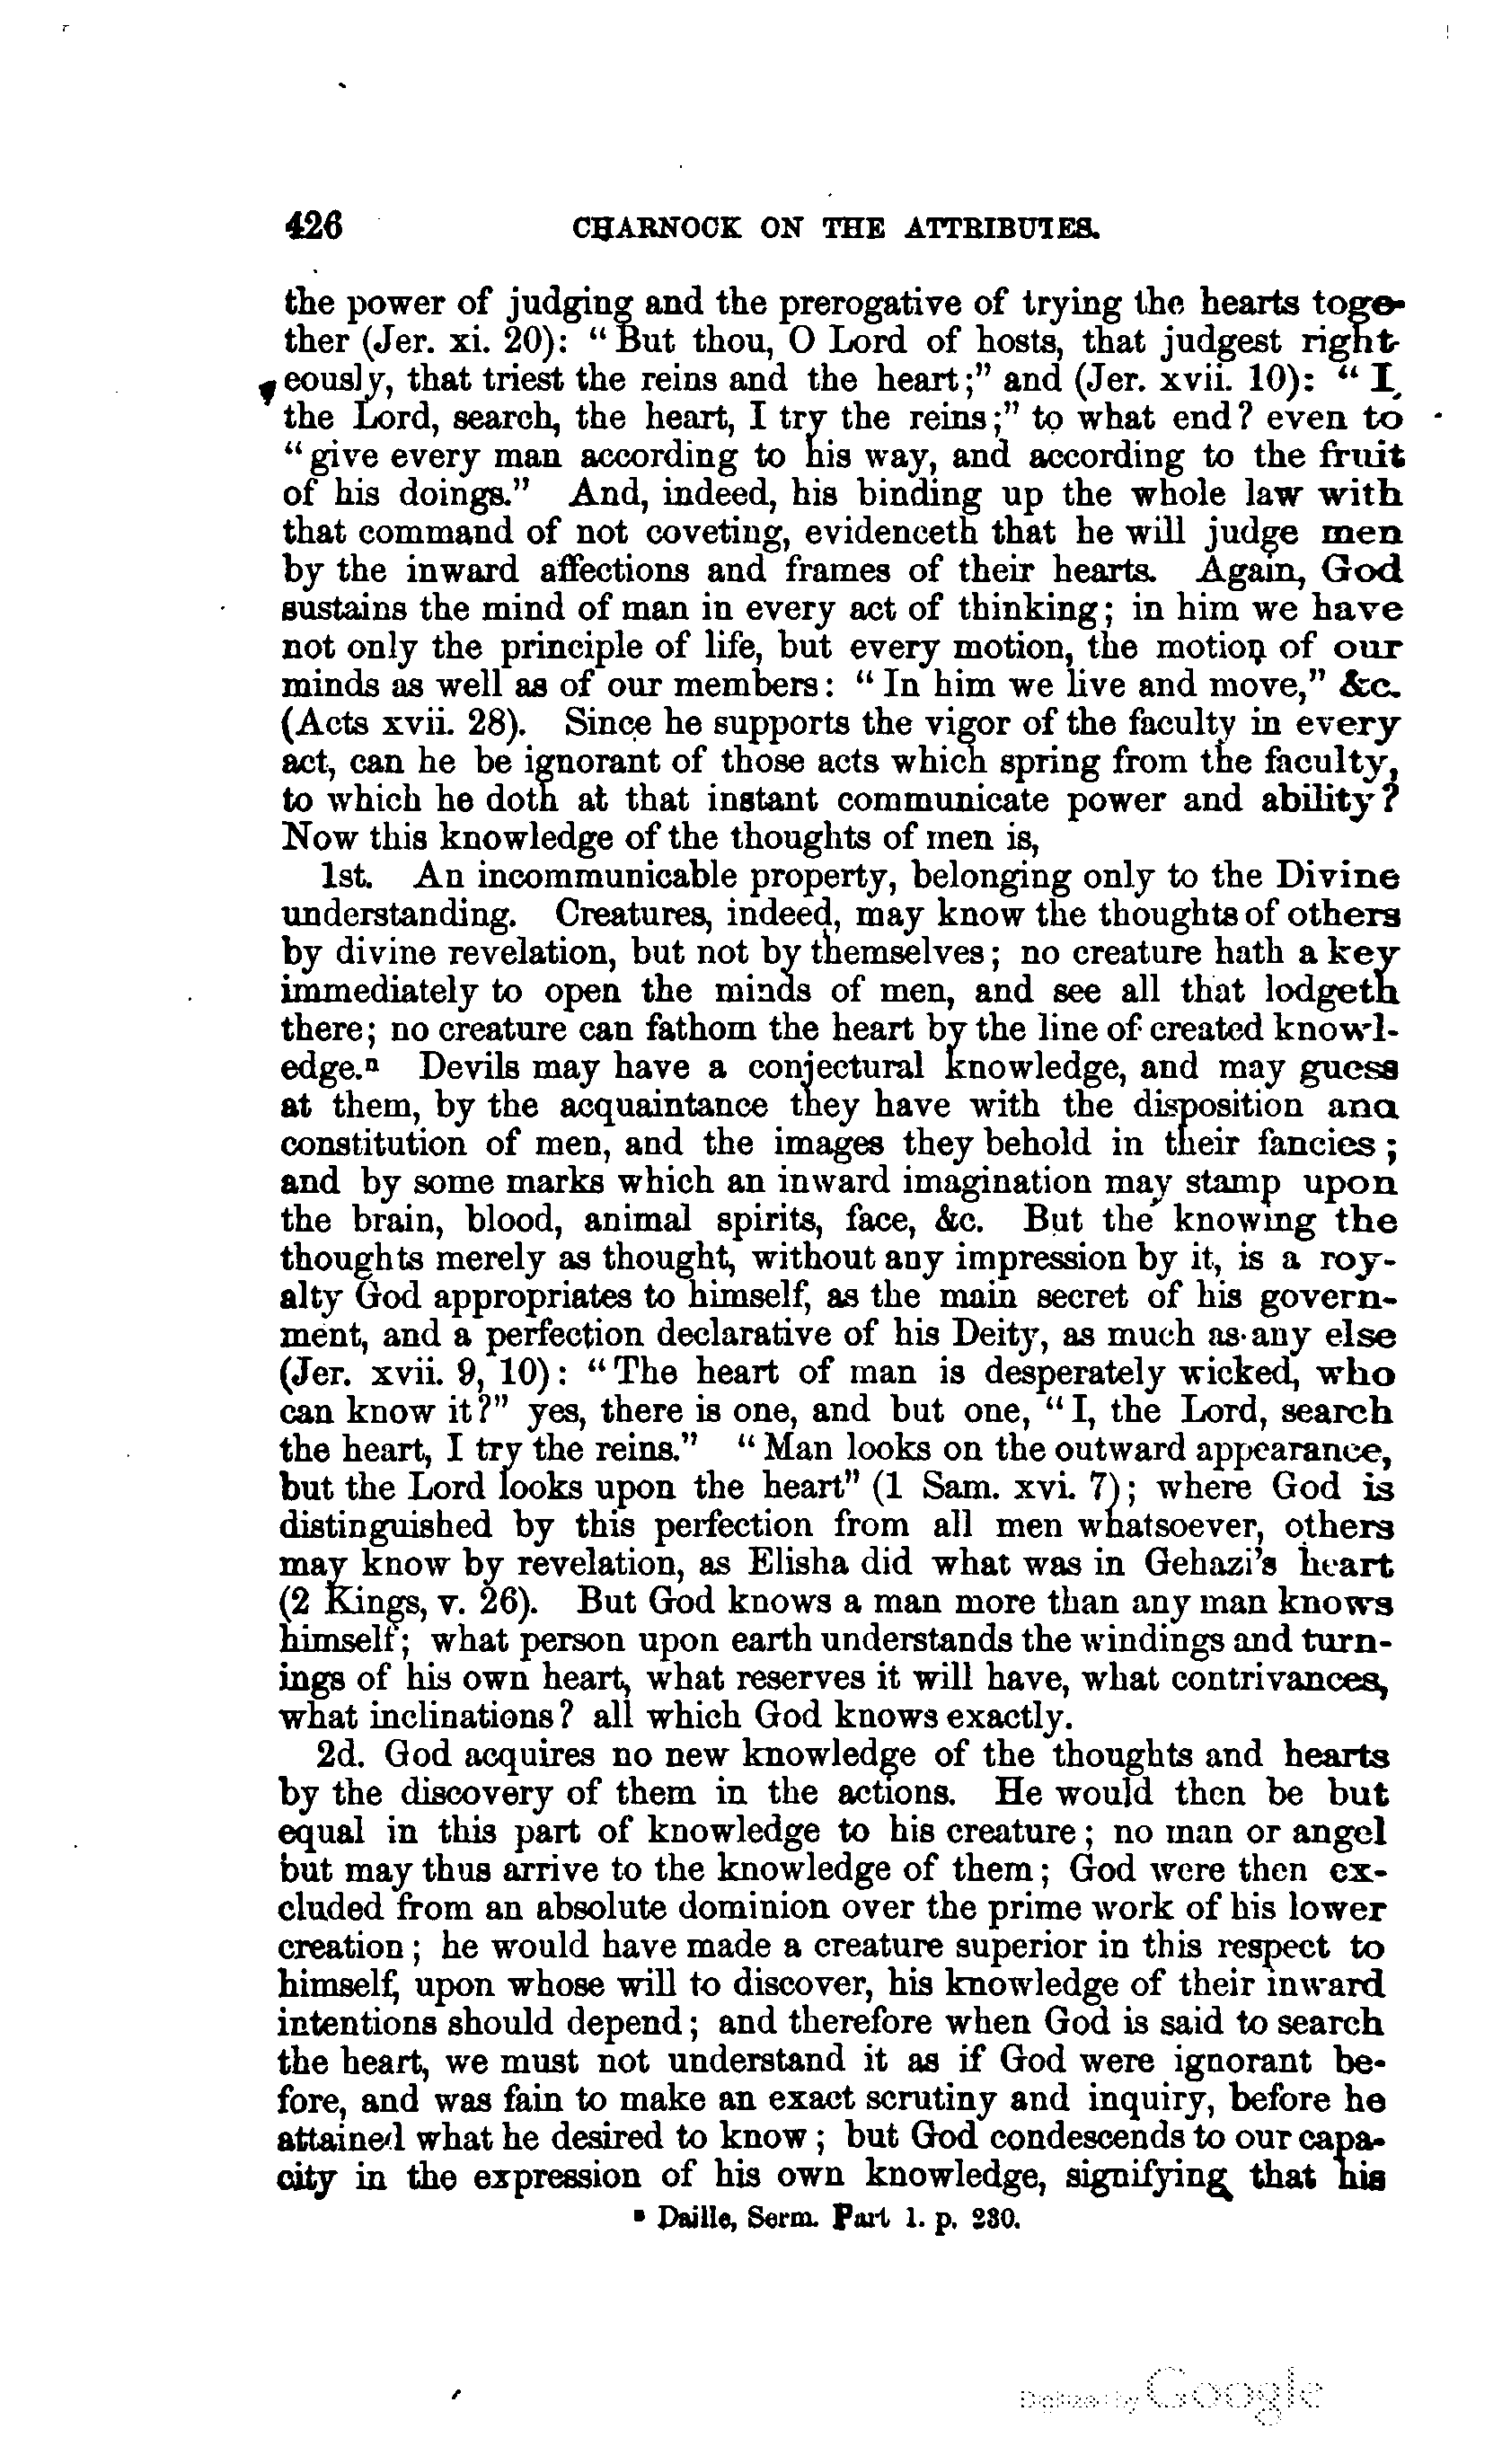 426 CHARNOCK ON THE ATTRIBUTES.
the power of judging and the prerogative of trying the hearts toge-
ther (Jer. xi. 20): "But thou, O Lord of hosts, that judgest right-
eously, that triest the reins and the heart;" and (Jer. xvii. 10): "I,
the Lord, search, the heart, I try the reins;" to what end? even to
"give every man according to his way, and according to the fruit
of his doings." And, indeed, his binding up the whole law with
that command of not coveting, evidenceth that he will judge men
by the inward affections and frames of their hearts. Again, God
sustains the mind of man in every act of thinking; in him we have
not only the principle of life, but every motion, the motion of our
minds as well as of our members: "In him we live and move," &c.
(Acts xvii. 28). Since he supports the vigor of the faculty in every
act, can he be ignorant of those acts which spring from the faculty,
to which he doth at that instant communicate power and ability?
Now this knowledge of the thoughts of men is,
1st. An incommunicable property, belonging only to the Divine
understanding. Creatures, indeed, may know the thoughts of others
by divine revelation, but not by themselves; no creature hath a key
immediately to open the minds of men, and see all that lodgeth
there; no creature can fathom the heart by the line of created knowl-
edge.ⁿ Devils may have a conjectural knowledge, and may guess
at them, by the acquaintance they have with the disposition and
constitution of men, and the images they behold in their fancies;
and by some marks which an inward imagination may stamp upon
the brain, blood, animal spirits, face, &c. But the knowing the
thoughts merely as thought, without any impression by it, is a roy-
alty God appropriates to himself, as the main secret of his govern-
ment, and a perfection declarative of his Deity, as much as any else
(Jer. xvii. 9, 10): "The heart of man is desperately wicked, who
can know it?" yes, there is one, and but one, "I, the Lord, search
the heart, I try the reins." "Man looks on the outward appearance,
but the Lord looks upon the heart" (1 Sam. xvi. 7); where God is
distinguished by this perfection from all men whatsoever, others
may know by revelation, as Elisha did what was in Gehazi's heart
(2 Kings, v. 26). But God knows a man more than any man knows
himself; what person upon earth understands the windings and turn-
ings of his own heart, what reserves it will have, what contrivances,
what inclinations? all which God knows exactly.
2d. God acquires no new knowledge of the thoughts and hearts
by the discovery of them in the actions. He would then be but
equal in this part of knowledge to his creature; no man or angel
but may thus arrive to the knowledge of them; God were then ex-
cluded from an absolute dominion over the prime work of his lower
creation; he would have made a creature superior in this respect to
himself, upon whose will to discover, his knowledge of their inward
intentions should depend; and therefore when God is said to search
the heart, we must not understand it as if God were ignorant be-
fore, and was fain to make an exact scrutiny and inquiry, before he
attained what he desired to know; but God condescends to our capa-
city in the expression of his own knowledge, signifying that his
ⁿ Daille, Serm. Part 1. p. 230.
Digitized by Google